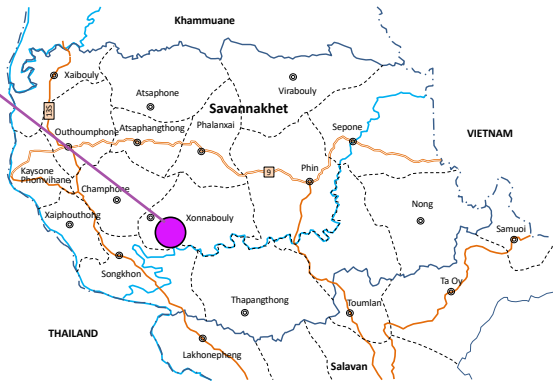 Khammuane
Xaibouly
Atsaphone
Virabouly
Savannakhet
13S
Outhoumphone
Atsaphangthong
Phalanxai
Sepone
VIETNAM
Phin
9
Kaysone
Phonvihane
Champhone
Xaiphouthong
Xonnabouly
Nong
Samuoi
Songkhon
Ta Oy
Thapangthong
Toumlan
THAILAND
Lakhonepheng
Salavan